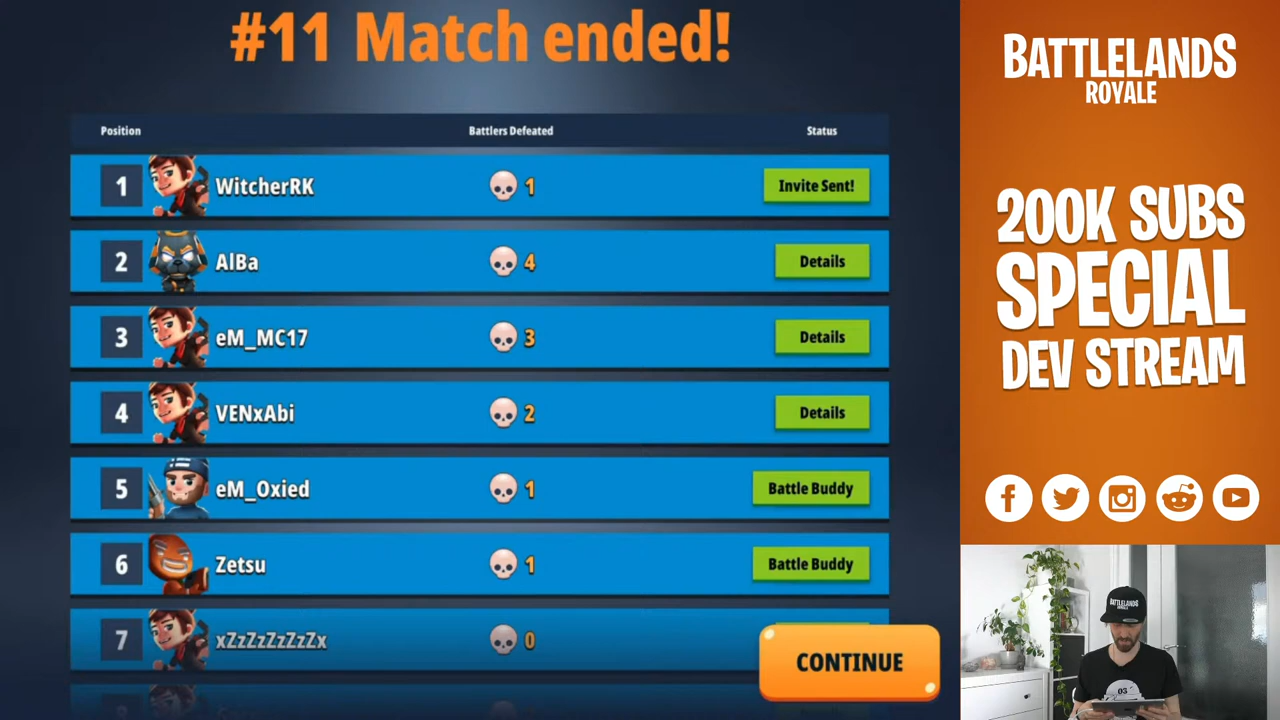 #11 Match ended!
Position Battlers Defeated Status
1 WitcherRK 1 Invite Sent!
2 AlBa 4 Details
3 eM_MC17 3 Details
4 VENxAbi 2 Details
5 eM_Oxied 1 Battle Buddy
6 Zetsu 1 Battle Buddy
7 xZzZzZzZzZx 0
CONTINUE
BATTLELANDS
ROYALE
200K SUBS
SPECIAL
DEV STREAM
BATTLELANDS
03